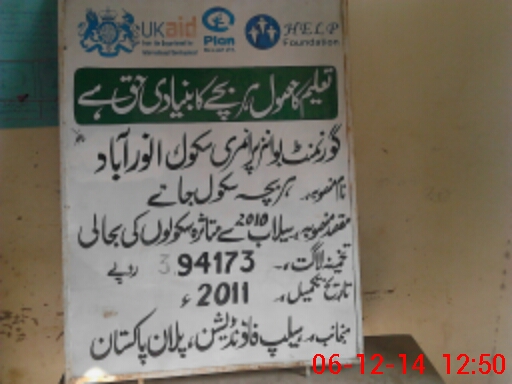 UKaid
Plan
HELP
Foundation
تعلیم کا حصول ہر بچے کا بنیادی حق ہے
گورنمنٹ بوائز پرائمری سکول انور آباد
نام منصوبہ:۔ ہر بچہ سکول جائے
مقصد منصوبہ:۔ سیلاب 2010 سے متاثرہ سکولوں کی بحالی
تخمینہ لاگت:۔ 394173 روپے
تاریخ تکمیل:۔ 2011ء
منجانب:۔ ہیلپ فاؤنڈیشن، پلان پاکستان
06-12-14 12:50